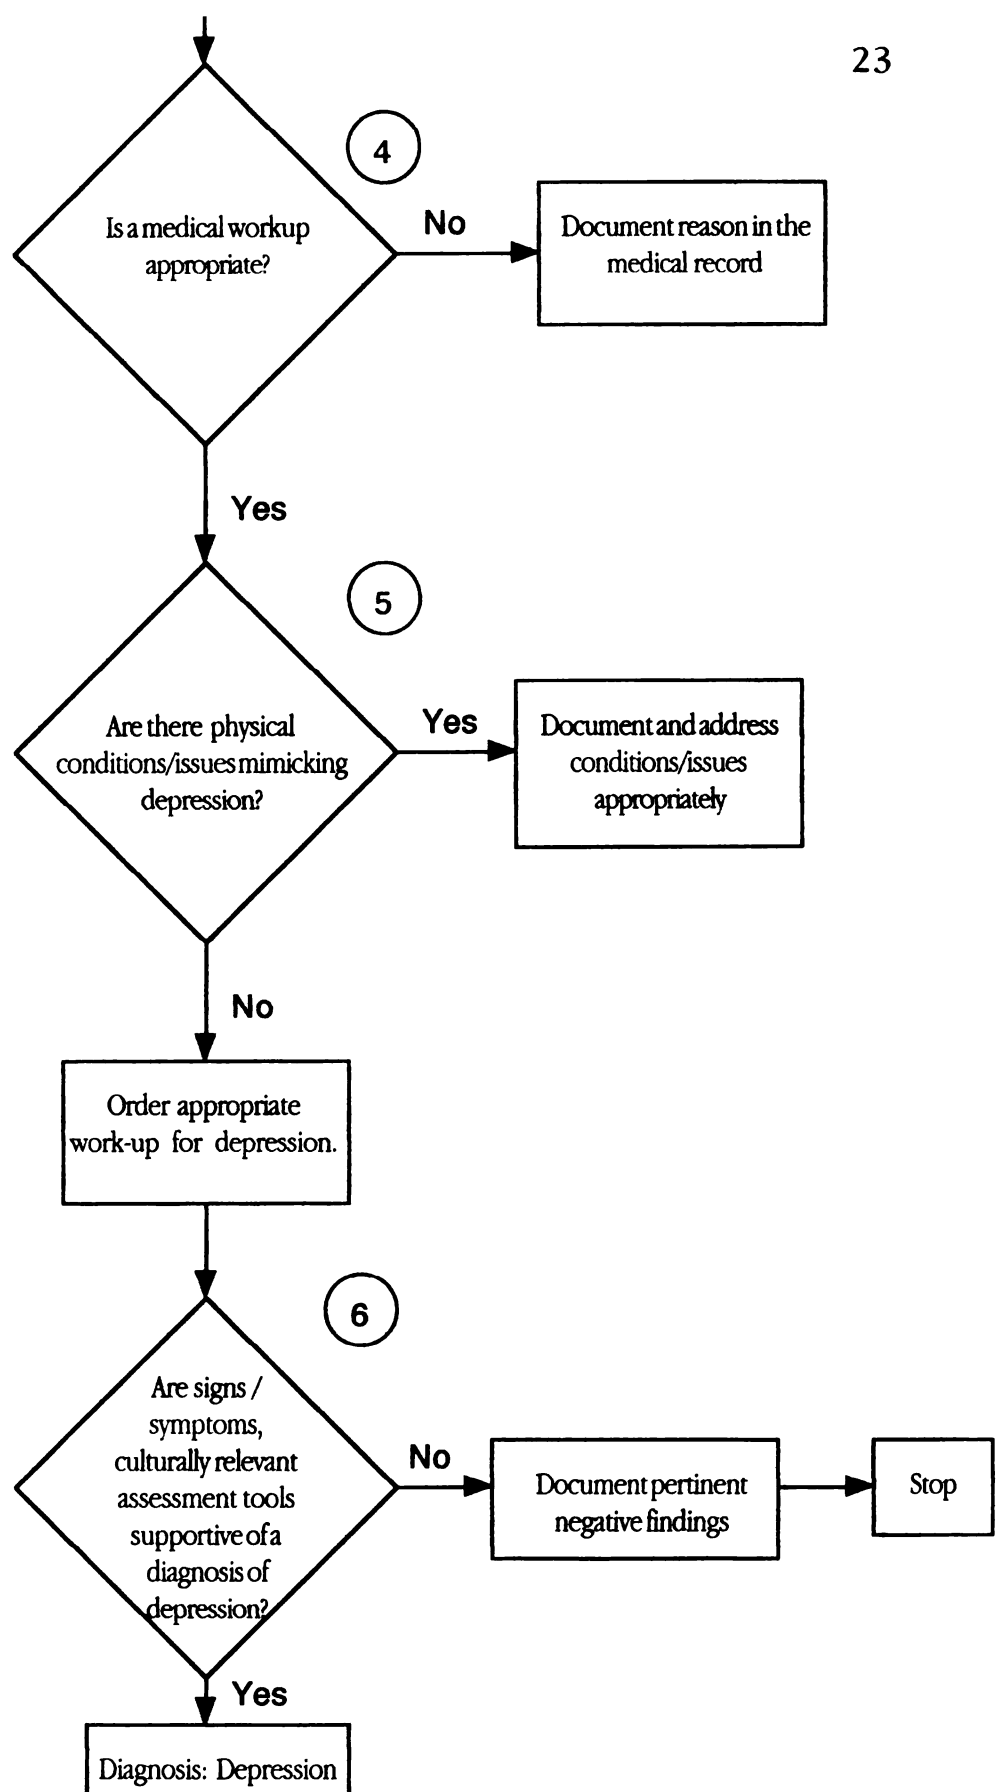 23
4
Is a medical workup
appropriate?
No
Document reason in the
medical record
Yes
5
Are there physical
conditions/issues mimicking
depression?
Yes
Document and address
conditions/issues
appropriately
No
Order appropriate
work-up for depression.
6
Are signs /
symptoms,
culturally relevant
assessment tools
supportive of a
diagnosis of
depression?
No
Document pertinent
negative findings
Stop
Yes
Diagnosis: Depression